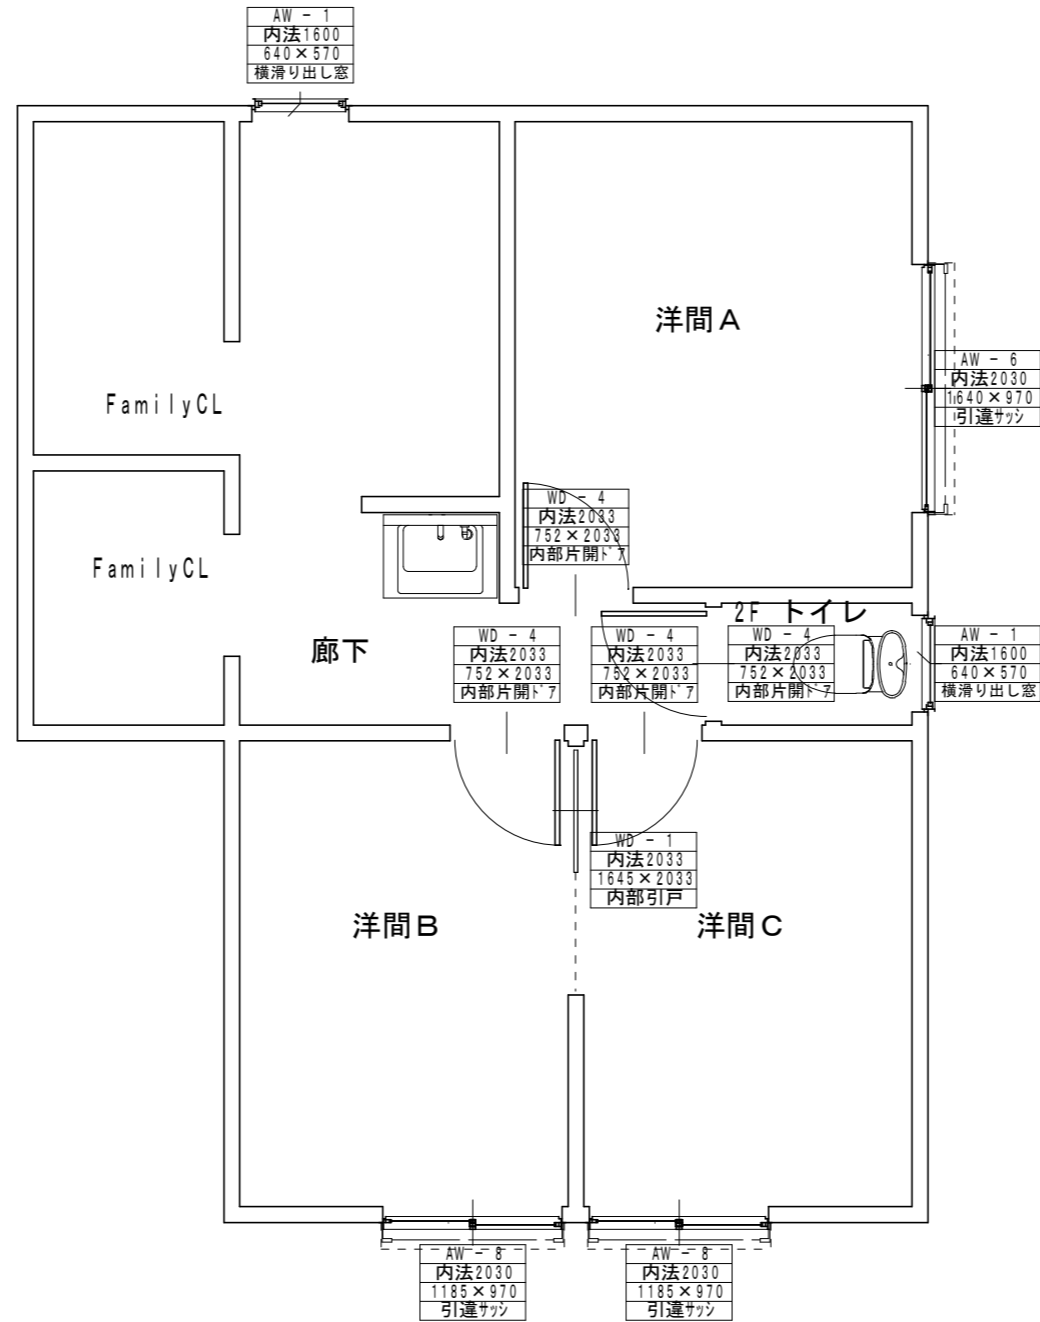 AW - 1
内法1600
640×570
横滑り出し窓
洋間A
AW - 6
内法2030
1640×970
引違サッシ
FamilyCL
WD - 4
内法2033
752×2033
内部片開ドア
FamilyCL
2F トイレ
廊下
WD - 4
内法2033
752×2033
内部片開ドア
WD - 4
内法2033
752×2033
内部片開ドア
WD - 4
内法2033
752×2033
内部片開ドア
AW - 1
内法1600
640×570
横滑り出し窓
WD - 1
内法2033
1645×2033
内部引戸
洋間B
洋間C
AW - 8
内法2030
1185×970
引違サッシ
AW - 8
内法2030
1185×970
引違サッシ